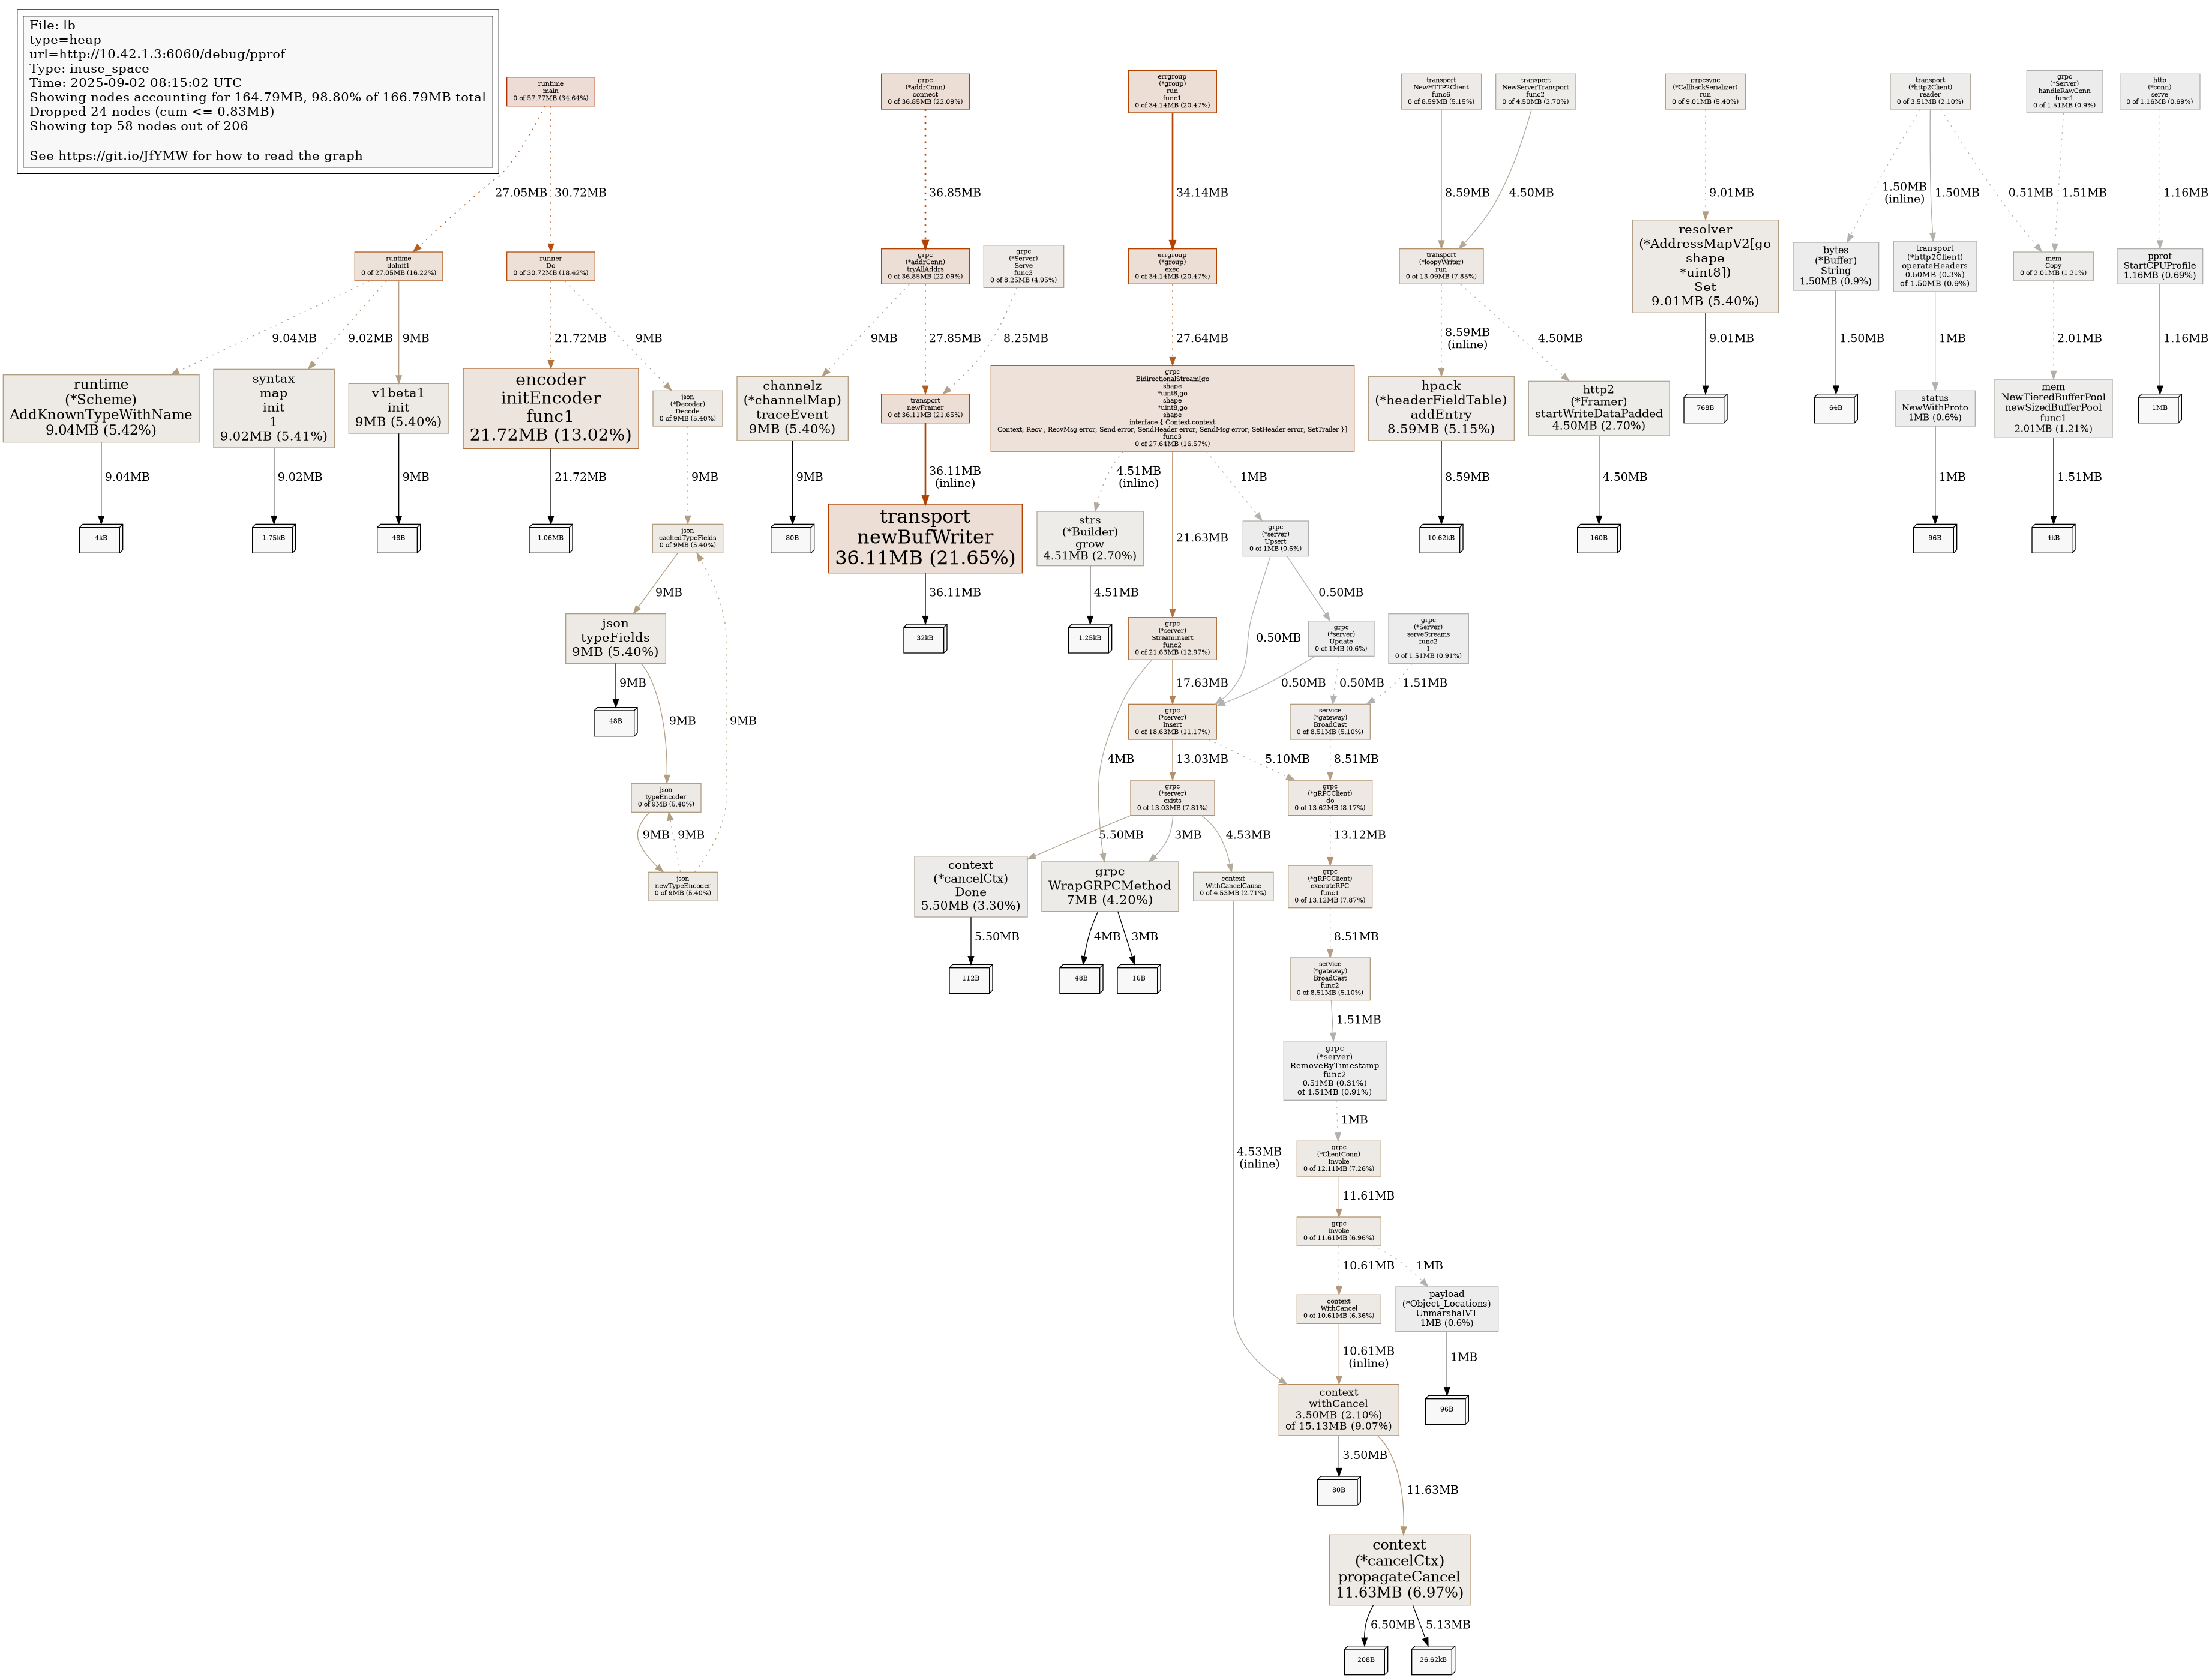 File: lb
type=heap
url=http://10.42.1.3:6060/debug/pprof
Type: inuse_space
Time: 2025-09-02 08:15:02 UTC
Showing nodes accounting for 164.79MB, 98.80% of 166.79MB total
Dropped 24 nodes (cum <= 0.83MB)
Showing top 58 nodes out of 206
See https://git.io/JfYMW for how to read the graph
runtime
main
0 of 57.77MB (34.64%)
grpc
(*addrConn)
connect
0 of 36.85MB (22.09%)
errgroup
(*group)
run
func1
0 of 34.14MB (20.47%)
transport
NewHTTP2Client
func6
0 of 8.59MB (5.15%)
transport
NewServerTransport
func2
0 of 4.50MB (2.70%)
grpcsync
(*CallbackSerializer)
run
0 of 9.01MB (5.40%)
transport
(*http2Client)
reader
0 of 3.51MB (2.10%)
grpc
(*Server)
handleRawConn
func1
0 of 1.51MB (0.9%)
http
(*conn)
serve
0 of 1.16MB (0.69%)
27.05MB
30.72MB
36.85MB
34.14MB
8.59MB
4.50MB
9.01MB
1.50MB
(inline)
1.50MB
0.51MB
1.51MB
1.16MB
runtime
doInit1
0 of 27.05MB (16.22%)
runner
Do
0 of 30.72MB (18.42%)
grpc
(*addrConn)
tryAllAddrs
0 of 36.85MB (22.09%)
grpc
(*Server)
Serve
func3
0 of 8.25MB (4.95%)
errgroup
(*group)
exec
0 of 34.14MB (20.47%)
transport
(*loopyWriter)
run
0 of 13.09MB (7.85%)
resolver
(*AddressMapV2[go
shape
*uint8])
Set
9.01MB (5.40%)
bytes
(*Buffer)
String
1.50MB (0.9%)
transport
(*http2Client)
operateHeaders
0.50MB (0.3%)
of 1.50MB (0.9%)
mem
Copy
0 of 2.01MB (1.21%)
pprof
StartCPUProfile
1.16MB (0.69%)
9.04MB
9.02MB
9MB
21.72MB
9MB
9MB
27.85MB
8.25MB
27.64MB
8.59MB
(inline)
4.50MB
9.01MB
1.50MB
1MB
2.01MB
1.16MB
runtime
(*Scheme)
AddKnownTypeWithName
9.04MB (5.42%)
syntax
map
init
1
9.02MB (5.41%)
v1beta1
init
9MB (5.40%)
encoder
initEncoder
func1
21.72MB (13.02%)
json
(*Decoder)
Decode
0 of 9MB (5.40%)
channelz
(*channelMap)
traceEvent
9MB (5.40%)
transport
newFramer
0 of 36.11MB (21.65%)
grpc
BidirectionalStream[go
shape
*uint8,go
shape
*uint8,go
shape
interface { Context context
Context; Recv ; RecvMsg error; Send error; SendHeader error; SendMsg error; SetHeader error; SetTrailer }]
func3
0 of 27.64MB (16.57%)
hpack
(*headerFieldTable)
addEntry
8.59MB (5.15%)
http2
(*Framer)
startWriteDataPadded
4.50MB (2.70%)
768B
64B
status
NewWithProto
1MB (0.6%)
mem
NewTieredBufferPool
newSizedBufferPool
func1
2.01MB (1.21%)
1MB
9.04MB
9.02MB
9MB
21.72MB
9MB
9MB
36.11MB
(inline)
4.51MB
(inline)
21.63MB
1MB
8.59MB
4.50MB
1MB
1.51MB
4kB
1.75kB
48B
1.06MB
json
cachedTypeFields
0 of 9MB (5.40%)
80B
transport
newBufWriter
36.11MB (21.65%)
strs
(*Builder)
grow
4.51MB (2.70%)
grpc
(*server)
Upsert
0 of 1MB (0.6%)
10.62kB
160B
96B
4kB
9MB
36.11MB
4.51MB
0.50MB
0.50MB
json
typeFields
9MB (5.40%)
32kB
1.25kB
grpc
(*server)
StreamInsert
func2
0 of 21.63MB (12.97%)
grpc
(*server)
Update
0 of 1MB (0.6%)
grpc
(*Server)
serveStreams
func2
1
0 of 1.51MB (0.91%)
9MB
9MB
9MB
17.63MB
0.50MB
0.50MB
1.51MB
48B
grpc
(*server)
Insert
0 of 18.63MB (11.17%)
service
(*gateway)
BroadCast
0 of 8.51MB (5.10%)
4MB
13.03MB
5.10MB
8.51MB
json
typeEncoder
0 of 9MB (5.40%)
grpc
(*server)
exists
0 of 13.03MB (7.81%)
grpc
(*gRPCClient)
do
0 of 13.62MB (8.17%)
9MB
9MB
5.50MB
3MB
4.53MB
13.12MB
json
newTypeEncoder
0 of 9MB (5.40%)
context
(*cancelCtx)
Done
5.50MB (3.30%)
grpc
WrapGRPCMethod
7MB (4.20%)
context
WithCancelCause
0 of 4.53MB (2.71%)
grpc
(*gRPCClient)
executeRPC
func1
0 of 13.12MB (7.87%)
5.50MB
4MB
3MB
8.51MB
112B
48B
16B
service
(*gateway)
BroadCast
func2
0 of 8.51MB (5.10%)
1.51MB
grpc
(*server)
RemoveByTimestamp
func2
0.51MB (0.31%)
of 1.51MB (0.91%)
1MB
4.53MB
(inline)
grpc
(*ClientConn)
Invoke
0 of 12.11MB (7.26%)
11.61MB
grpc
invoke
0 of 11.61MB (6.96%)
10.61MB
1MB
context
WithCancel
0 of 10.61MB (6.36%)
payload
(*Object_Locations)
UnmarshalVT
1MB (0.6%)
10.61MB
(inline)
1MB
context
withCancel
3.50MB (2.10%)
of 15.13MB (9.07%)
96B
3.50MB
11.63MB
80B
context
(*cancelCtx)
propagateCancel
11.63MB (6.97%)
6.50MB
5.13MB
208B
26.62kB